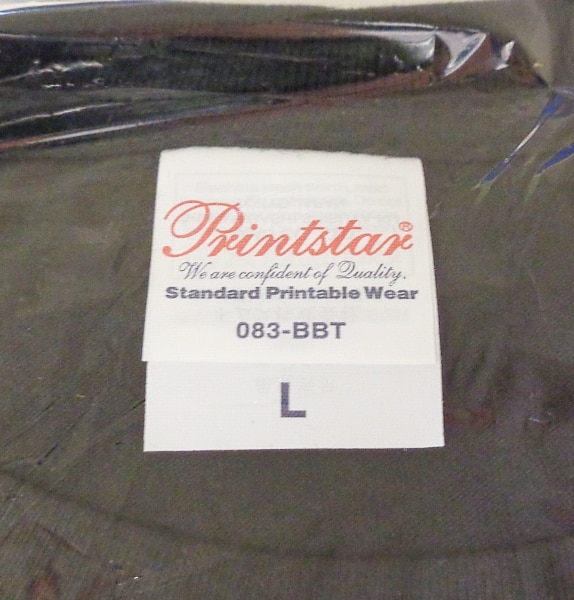 Printstar®
We are confident of Quality.
Standard Printable Wear
083-BBT
L